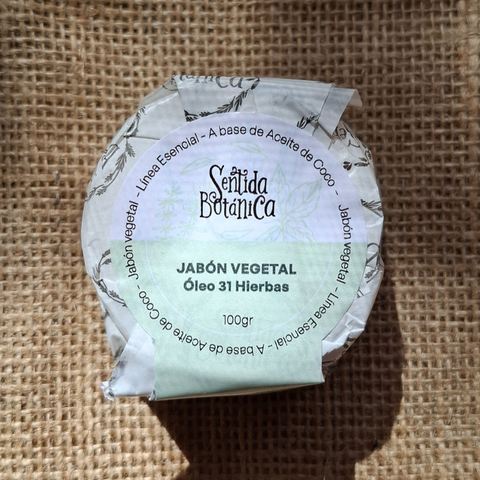 Botánica
Jabón vegetal - Línea Esencial - A base de Aceite de Coco -
Jabón vegetal - Línea Esencial - A base de Aceite de Coco -
Sentida
Botánica
JABÓN VEGETAL
Óleo 31 Hierbas
100gr